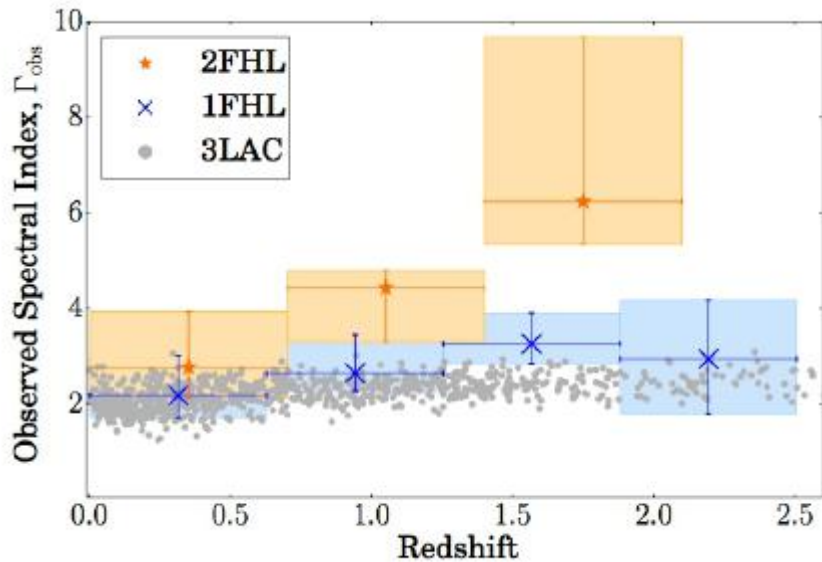 10
8
6
4
2
Observed Spectral Index, Γobs
2FHL
1FHL
3LAC
0.0 0.5 1.0 1.5 2.0 2.5
Redshift